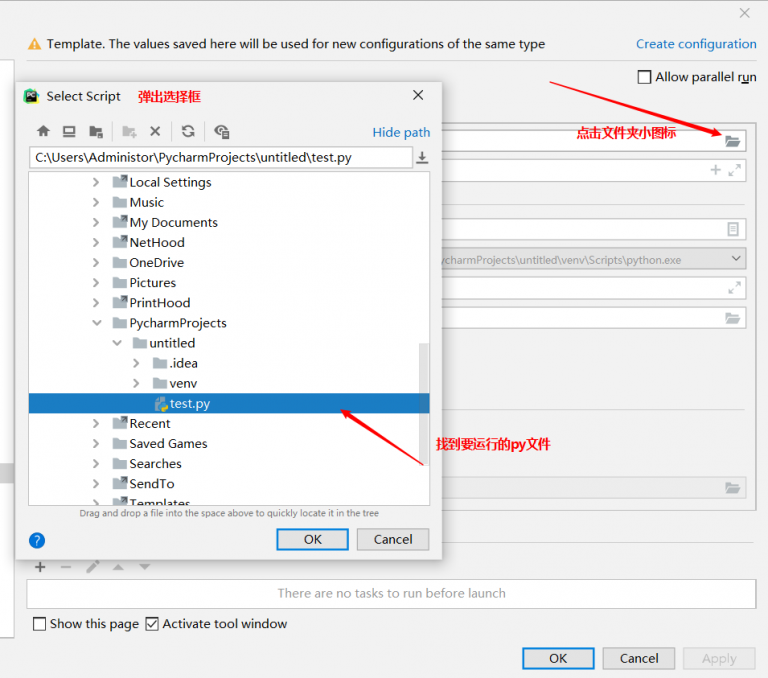 Template. The values saved here will be used for new configurations of the same type
Create configuration
Allow parallel run
Select Script
弹出选择框
点击文件夹小图标
Hide path
C:\Users\Administor\PycharmProjects\untitled\test.py
Local Settings
Music
My Documents
NetHood
OneDrive
ycharmProjects\untitled\venv\Scripts\python.exe
Pictures
PrintHood
PycharmProjects
untitled
.idea
venv
test.py
Recent
找到要运行的py文件
Saved Games
Searches
SendTo
Templates
Drag and drop a file into the space above to quickly locate it in the tree
OK
Cancel
There are no tasks to run before launch
Show this page
Activate tool window
OK
Cancel
Apply